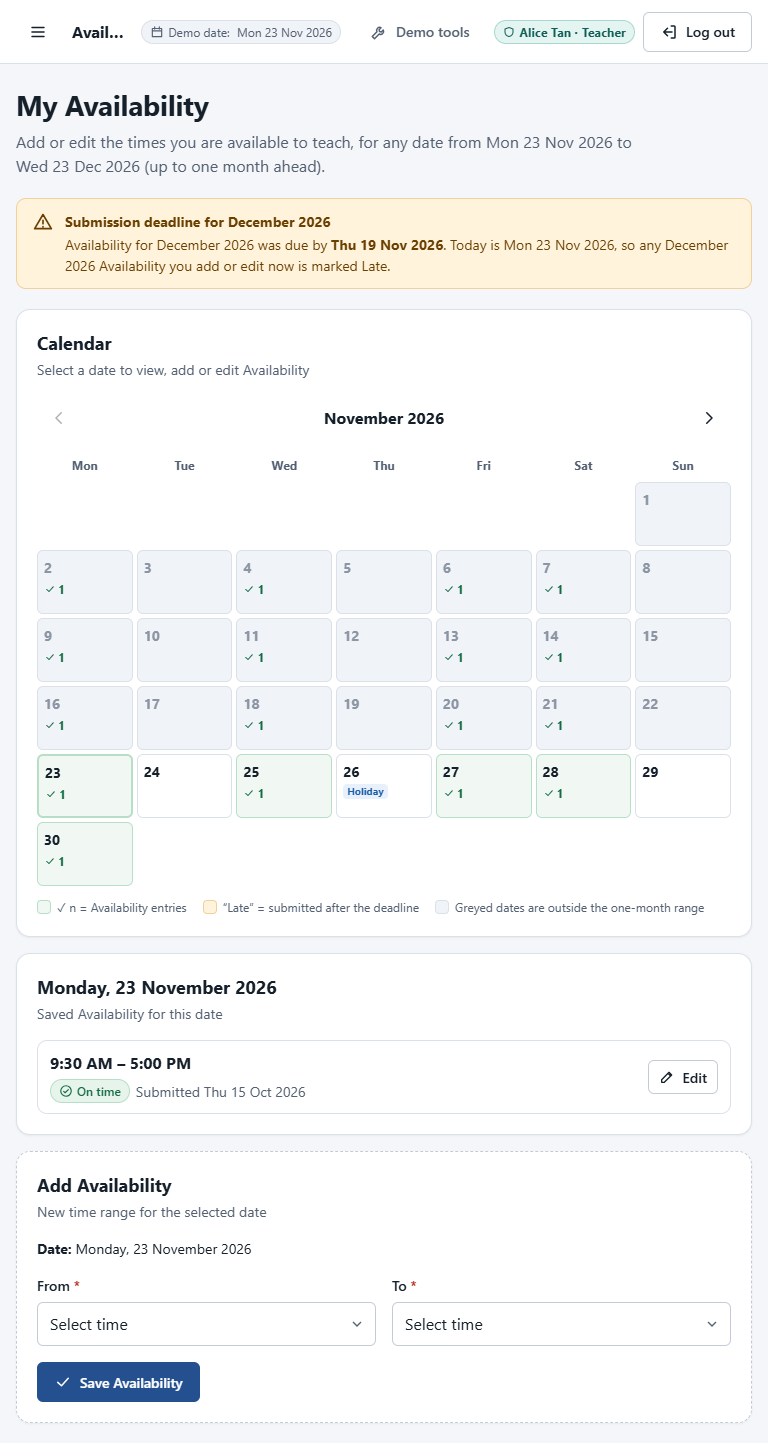 Avail...
Demo date: Mon 23 Nov 2026
Demo tools
Alice Tan · Teacher
Log out
My Availability
Add or edit the times you are available to teach, for any date from Mon 23 Nov 2026 to
Wed 23 Dec 2026 (up to one month ahead).
Submission deadline for December 2026
Availability for December 2026 was due by Thu 19 Nov 2026. Today is Mon 23 Nov 2026, so any December
2026 Availability you add or edit now is marked Late.
Calendar
Select a date to view, add or edit Availability
November 2026
Mon Tue Wed Thu Fri Sat Sun
1
2 3 4 5 6 7 8
✓ 1 ✓ 1 ✓ 1 ✓ 1
9 10 11 12 13 14 15
✓ 1 ✓ 1 ✓ 1 ✓ 1
16 17 18 19 20 21 22
✓ 1 ✓ 1 ✓ 1 ✓ 1
23 24 25 26 27 28 29
✓ 1 ✓ 1 Holiday ✓ 1 ✓ 1
30
✓ 1
✓ n = Availability entries
“Late” = submitted after the deadline
Greyed dates are outside the one-month range
Monday, 23 November 2026
Saved Availability for this date
9:30 AM – 5:00 PM
On time Submitted Thu 15 Oct 2026
Edit
Add Availability
New time range for the selected date
Date: Monday, 23 November 2026
From * To *
Select time Select time
Save Availability